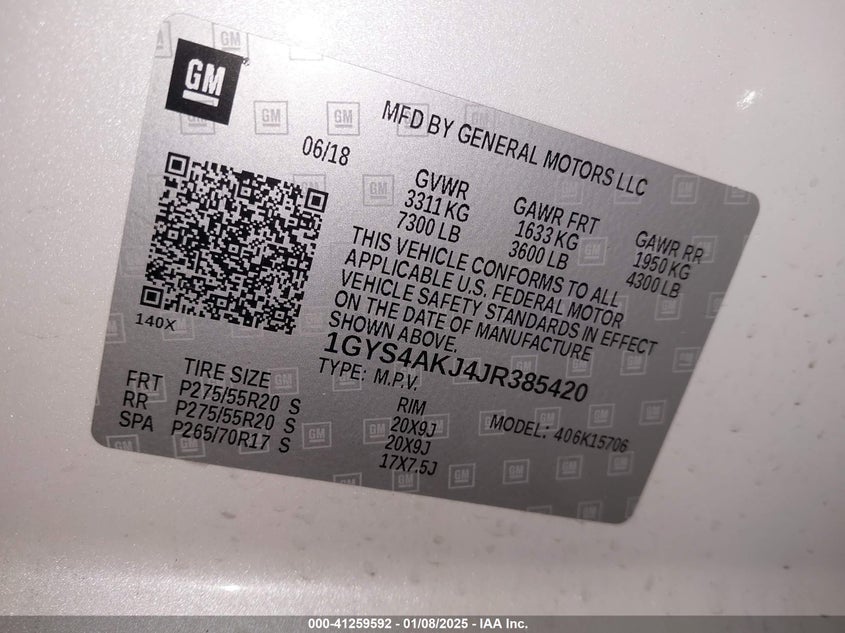 GM
MFD BY GENERAL MOTORS LLC
06/18
GVWR
3311 KG
7300 LB
GAWR FRT
1633 KG
3600 LB
GAWR RR
1950 KG
4300 LB
THIS VEHICLE CONFORMS TO ALL
APPLICABLE U.S. FEDERAL MOTOR
VEHICLE SAFETY STANDARDS IN EFFECT
ON THE DATE OF MANUFACTURE
SHOWN ABOVE.
140X
1GYS4AKJ4JR385420
TYPE: M.P.V.
MODEL: 406K15706
TIRE SIZE RIM
FRT P275/55R20 S 20X9J
RR P275/55R20 S 20X9J
SPA P265/70R17 S 17X7.5J
000-41259592 — 01/08/2025 — IAA Inc.